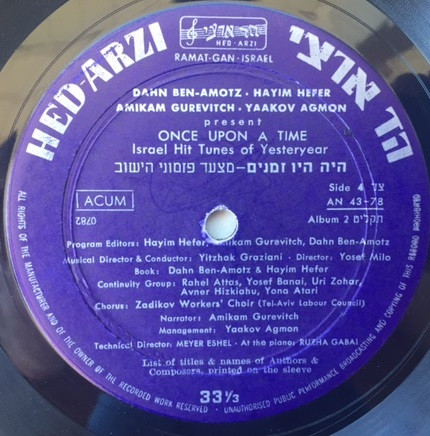 הד ארצי
HED-ARZI
RAMAT-GAN·ISRAEL
HED-ARZI
הד ארצי
DAHN BEN-AMOTZ · HAYIM HEFER
AMIKAM GUREVITCH · YAAKOV AGMON
present
ONCE UPON A TIME
Israel Hit Tunes of Yesteryear
היה היו זמנים – מצעד פזמוני הישוב
Side 4 צד
ACUM
AN 43-78
0782
Album 2 תקליט
Program Editors: Hayim Hefer, Amikam Gurevitch, Dahn Ben-Amotz
Musical Director & Conductor: Yitzhak Graziani · Director: Yosef Milo
Book: Dahn Ben-Amotz & Hayim Hefer
Continuity Group: Rahel Attas, Yosef Banai, Uri Zohar,
Avner Hizkiahu, Yona Atari
Chorus: Zadikov Workers' Choir (Tel-Aviv Labour Council)
Narrator: Amikam Gurevitch
Management: Yaakov Agmon
Technical Director: MEYER ESHEL · At the piano: RUZHA GABAI
List of titles & names of Authors &
Composers, printed on the sleeve
33⅓
ALL RIGHTS OF THE MANUFACTURER AND OF THE OWNER OF THE RECORDED WORK RESERVED · UNAUTHORISED PUBLIC PERFORMANCE BROADCASTING AND COPYING OF THIS RECORD